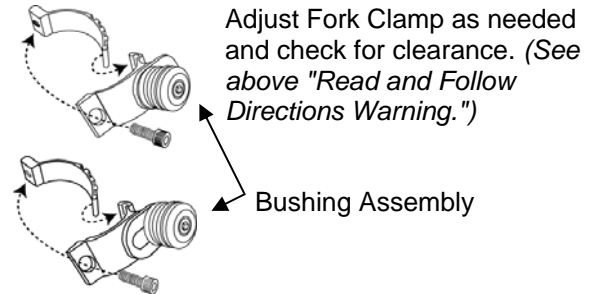 Adjust Fork Clamp as needed
and check for clearance. (See
above "Read and Follow
Directions Warning.")
Bushing Assembly